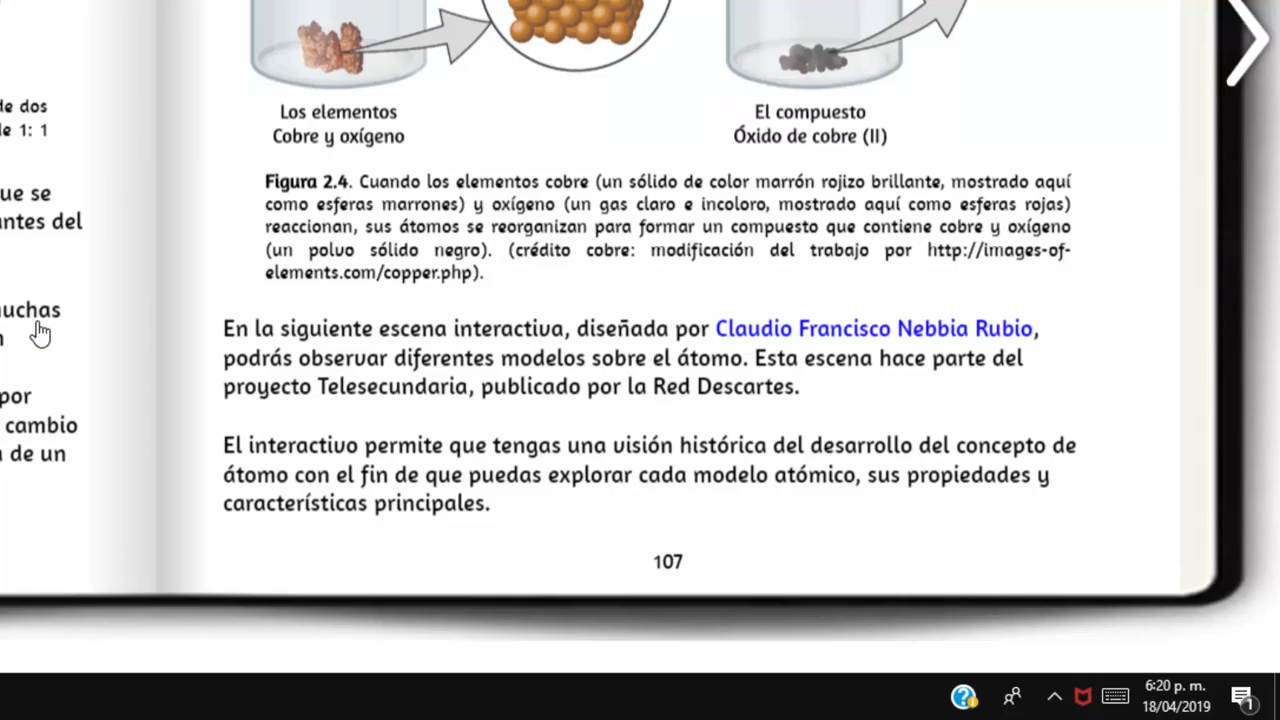 de dos
de 1: 1
ue se
antes del
muchas
n
por
cambio
a de un
Los elementos
Cobre y oxígeno
El compuesto
Óxido de cobre (II)
Figura 2.4. Cuando los elementos cobre (un sólido de color marrón rojizo brillante, mostrado aquí
como esferas marrones) y oxígeno (un gas claro e incoloro, mostrado aquí como esferas rojas)
reaccionan, sus átomos se reorganizan para formar un compuesto que contiene cobre y oxígeno
(un polvo sólido negro). (crédito cobre: modificación del trabajo por http://images-of-
elements.com/copper.php).
En la siguiente escena interactiva, diseñada por Claudio Francisco Nebbia Rubio,
podrás observar diferentes modelos sobre el átomo. Esta escena hace parte del
proyecto Telesecundaria, publicado por la Red Descartes.
El interactivo permite que tengas una visión histórica del desarrollo del concepto de
átomo con el fin de que puedas explorar cada modelo atómico, sus propiedades y
características principales.
107
6:20 p. m.
18/04/2019
1